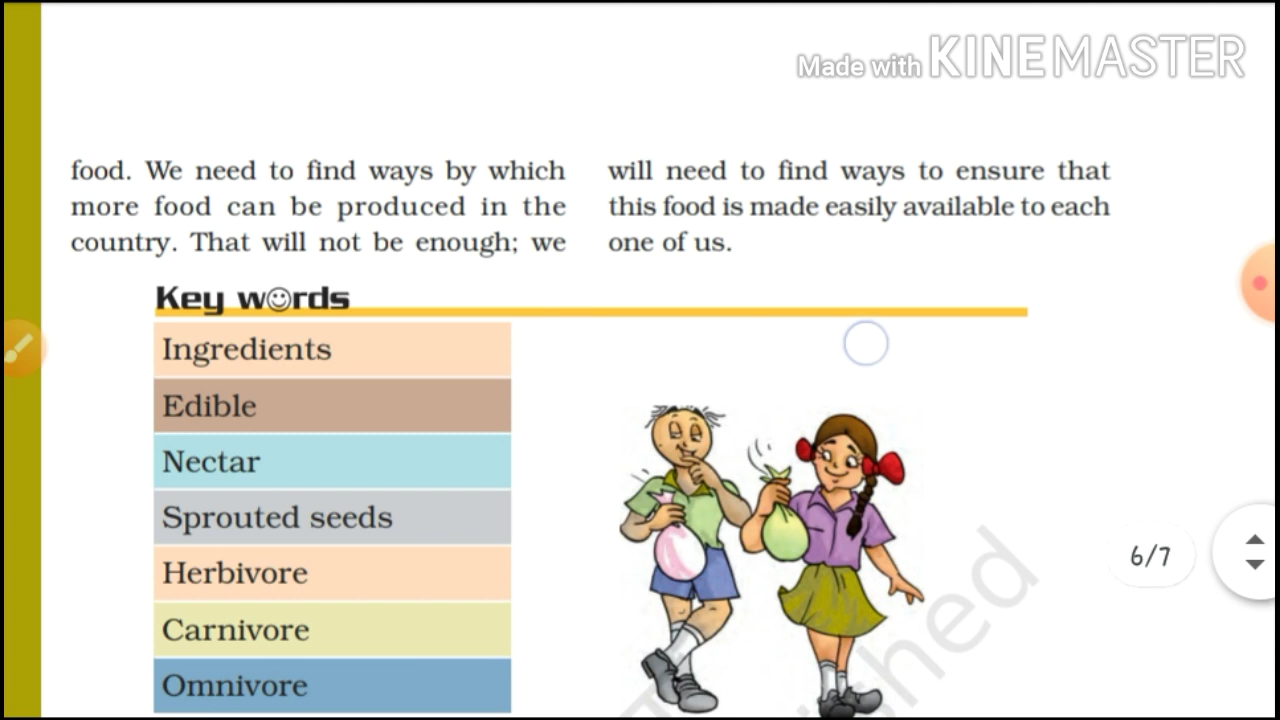 Made with KINEMASTER
food. We need to find ways by which
more food can be produced in the
country. That will not be enough; we
will need to find ways to ensure that
this food is made easily available to each
one of us.
Key words
Ingredients
Edible
Nectar
Sprouted seeds
Herbivore
Carnivore
Omnivore
6/7